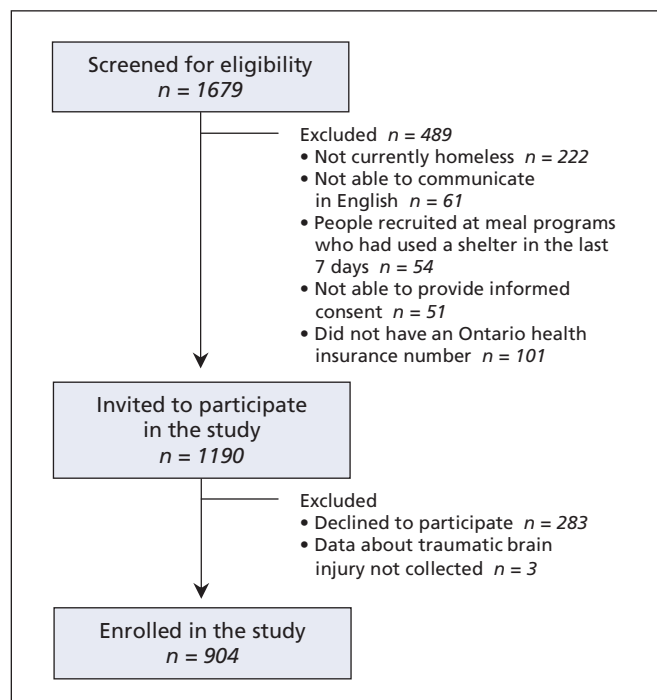 Screened for eligibility
n = 1679
Excluded n = 489
• Not currently homeless n = 222
• Not able to communicate
in English n = 61
• People recruited at meal programs
who had used a shelter in the last
7 days n = 54
• Not able to provide informed
consent n = 51
• Did not have an Ontario health
insurance number n = 101
Invited to participate
in the study
n = 1190
Excluded
• Declined to participate n = 283
• Data about traumatic brain
injury not collected n = 3
Enrolled in the study
n = 904